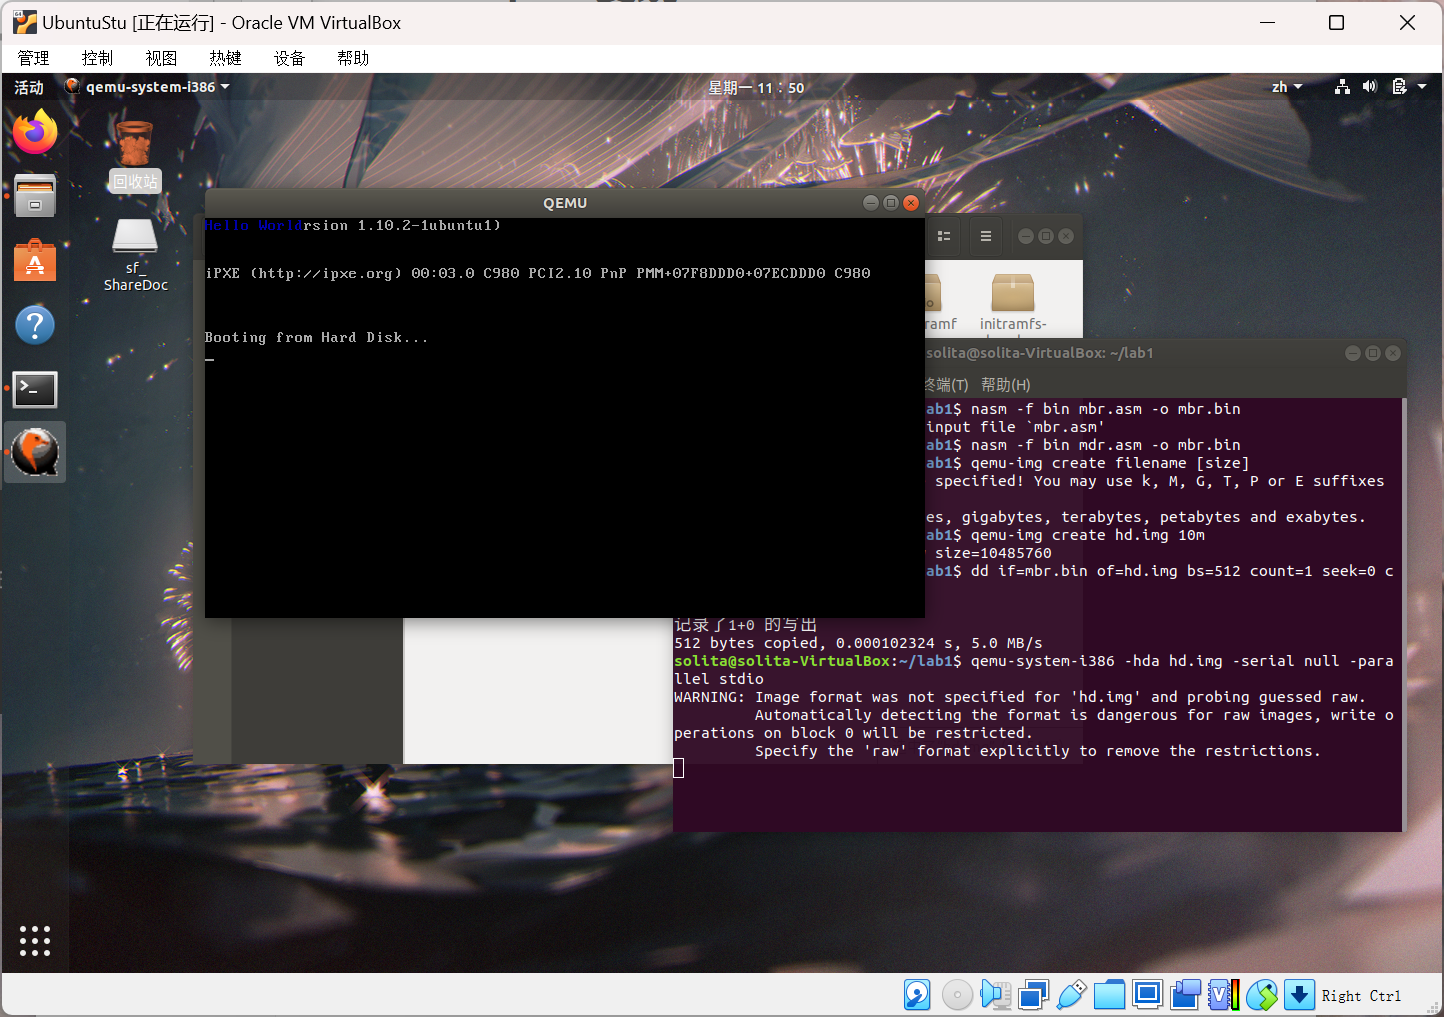 UbuntuStu [正在运行] - Oracle VM VirtualBox
管理 控制 视图 热键 设备 帮助
活动 qemu-system-i386 星期一 11：50 zh
回收站
sf_
ShareDoc
QEMU
Hello Worldrsion 1.10.2-1ubuntu1)
iPXE (http://ipxe.org) 00:03.0 C980 PCI2.10 PnP PMM+07F8DDD0+07ECDDD0 C980
Booting from Hard Disk...
ramf initramfs-
solita@solita-VirtualBox: ~/lab1
终端(T) 帮助(H)
ab1$ nasm -f bin mbr.asm -o mbr.bin
input file `mbr.asm'
ab1$ nasm -f bin mdr.asm -o mbr.bin
ab1$ qemu-img create filename [size]
specified! You may use k, M, G, T, P or E suffixes
es, gigabytes, terabytes, petabytes and exabytes.
ab1$ qemu-img create hd.img 10m
size=10485760
ab1$ dd if=mbr.bin of=hd.img bs=512 count=1 seek=0 c
记录了1+0 的写出
512 bytes copied, 0.000102324 s, 5.0 MB/s
solita@solita-VirtualBox:~/lab1$ qemu-system-i386 -hda hd.img -serial null -para
llel stdio
WARNING: Image format was not specified for 'hd.img' and probing guessed raw.
Automatically detecting the format is dangerous for raw images, write o
perations on block 0 will be restricted.
Specify the 'raw' format explicitly to remove the restrictions.
Right Ctrl